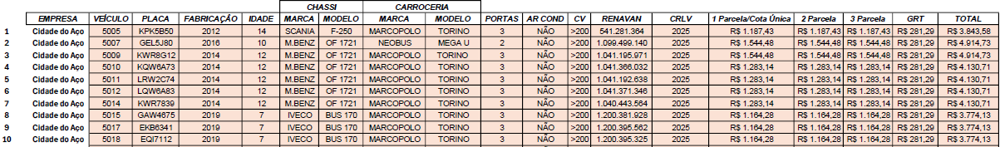 CHASSI CARROCERIA
EMPRESA VEÍCULO PLACA FABRICAÇÃO IDADE MARCA MODELO MARCA MODELO PORTAS AR COND CV RENAVAN CRLV 1 Parcela/Cota Única 2 Parcela 3 Parcela GRT TOTAL
1 Cidade do Aço 5005 KPK5B50 2012 14 SCANIA F-250 MARCOPOLO TORINO 3 NÃO >200 541.281.364 2025 R$ 1.187,43 R$ 1.187,43 R$ 1.187,43 R$ 281,29 R$ 3.843,58
2 Cidade do Aço 5007 GEL5J80 2016 10 M.BENZ OF 1721 NEOBUS MEGA U 2 NÃO >200 1.099.499.140 2025 R$ 1.544,48 R$ 1.544,48 R$ 1.544,48 R$ 281,29 R$ 4.914,73
3 Cidade do Aço 5009 KWR8G12 2014 12 M.BENZ OF 1721 MARCOPOLO TORINO 3 NÃO >200 1.041.195.971 2025 R$ 1.544,48 R$ 1.544,48 R$ 1.544,48 R$ 281,29 R$ 4.914,73
4 Cidade do Aço 5010 KQW6A73 2014 12 M.BENZ OF 1721 MARCOPOLO TORINO 3 NÃO >200 1.041.366.032 2025 R$ 1.283,14 R$ 1.283,14 R$ 1.283,14 R$ 281,29 R$ 4.130,71
5 Cidade do Aço 5011 LRW2C74 2014 12 M.BENZ OF 1721 MARCOPOLO TORINO 3 NÃO >200 1.041.192.638 2025 R$ 1.283,14 R$ 1.283,14 R$ 1.283,14 R$ 281,29 R$ 4.130,71
6 Cidade do Aço 5012 LQW6A83 2014 12 M.BENZ OF 1721 MARCOPOLO TORINO 3 NÃO >200 1.041.371.346 2025 R$ 1.283,14 R$ 1.283,14 R$ 1.283,14 R$ 281,29 R$ 4.130,71
7 Cidade do Aço 5014 KWR7839 2014 12 M.BENZ OF 1721 MARCOPOLO TORINO 3 NÃO >200 1.040.443.564 2025 R$ 1.283,14 R$ 1.283,14 R$ 1.283,14 R$ 281,29 R$ 4.130,71
8 Cidade do Aço 5015 GAW4675 2019 7 IVECO BUS 170 MARCOPOLO TORINO 3 NÃO >200 1.200.381.928 2025 R$ 1.164,28 R$ 1.164,28 R$ 1.164,28 R$ 281,29 R$ 3.774,13
9 Cidade do Aço 5017 EKB6341 2019 7 IVECO BUS 170 MARCOPOLO TORINO 3 NÃO >200 1.200.395.562 2025 R$ 1.164,28 R$ 1.164,28 R$ 1.164,28 R$ 281,29 R$ 3.774,13
10 Cidade do Aço 5018 EQI7112 2019 7 IVECO BUS 170 MARCOPOLO TORINO 3 NÃO >200 1.200.395.325 2025 R$ 1.164,28 R$ 1.164,28 R$ 1.164,28 R$ 281,29 R$ 3.774,13